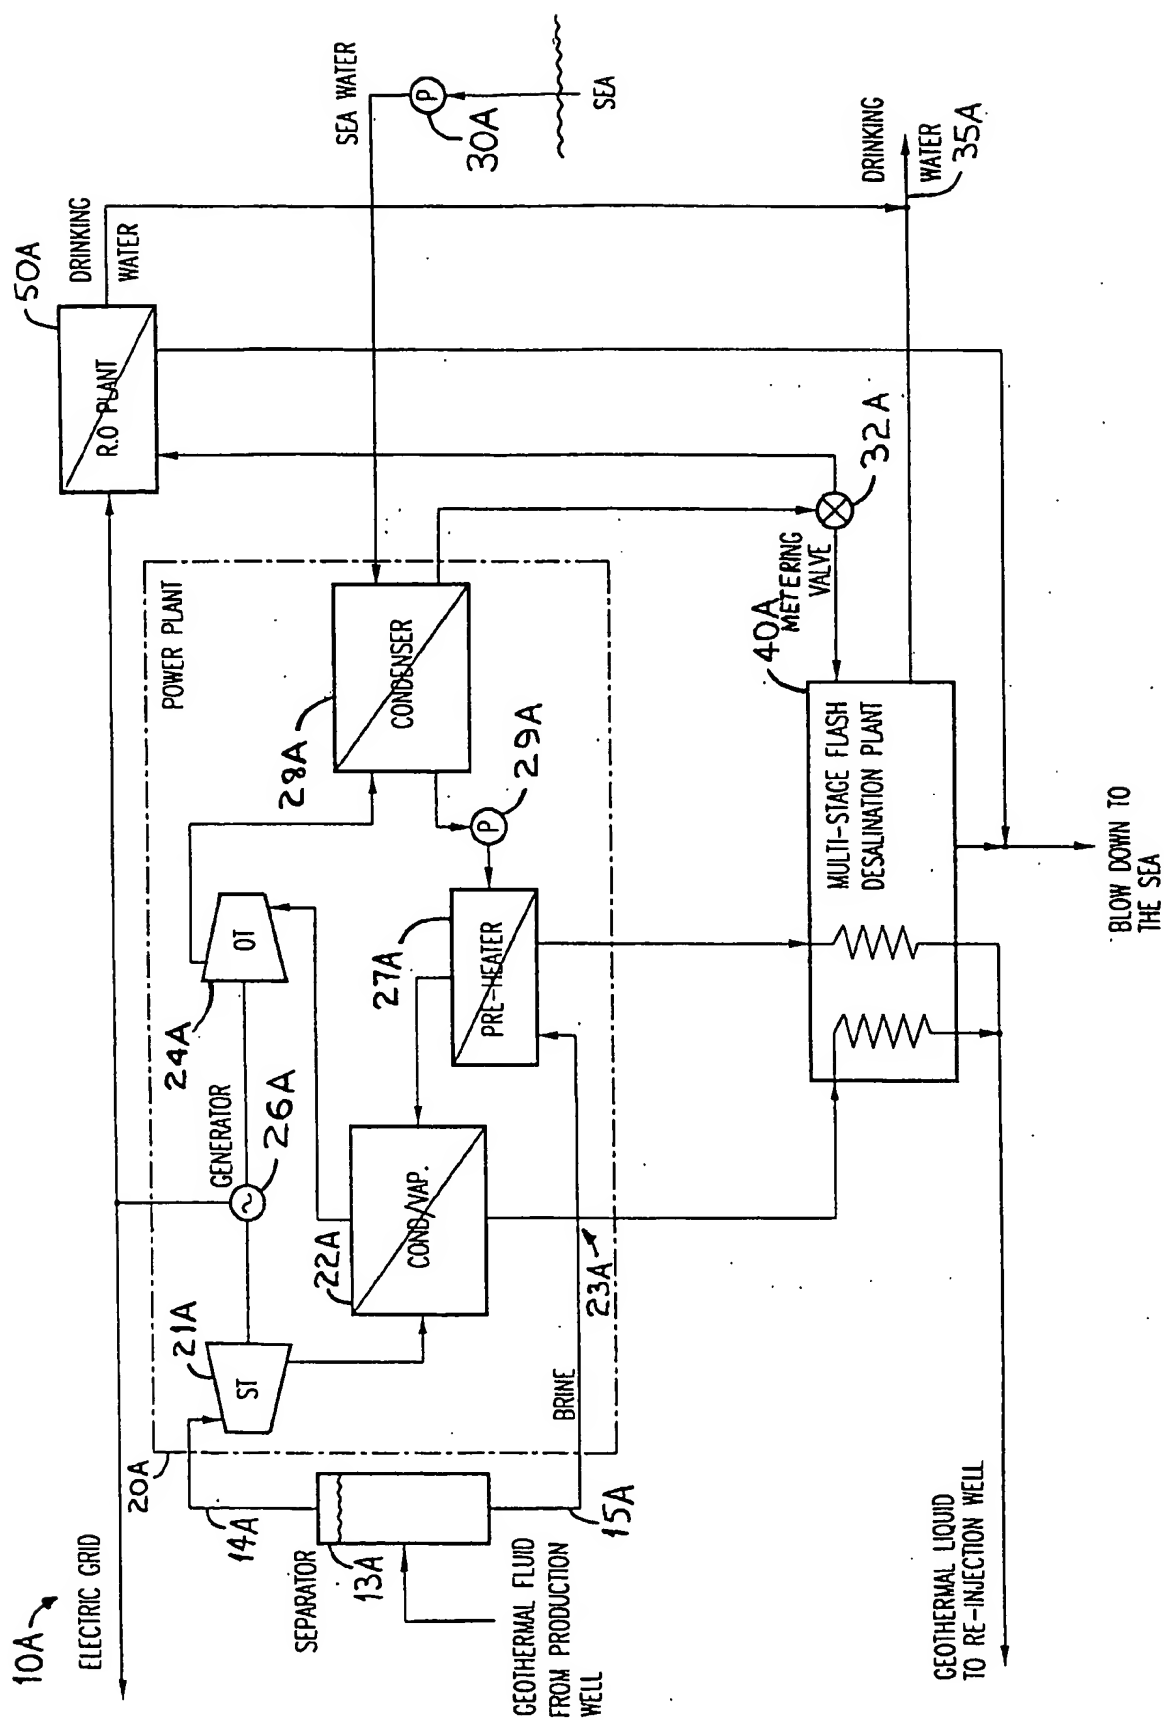 10A
ELECTRIC GRID
50A
R.O PLANT
DRINKING
WATER
SEA WATER
P
30A
SEA
20A
POWER PLANT
14A
21A
ST
GENERATOR
26A
24A
OT
28A
CONDENSER
SEPARATOR
13A
22A
COND/VAP.
27A
PRE-HEATER
P
29A
GEOTHERMAL FLUID
FROM PRODUCTION
WELL
15A
BRINE
23A
40A
METERING
VALVE
32A
DRINKING
WATER
35A
MULTI-STAGE FLASH
DESALINATION PLANT
GEOTHERMAL LIQUID
TO RE-INJECTION WELL
BLOW DOWN TO
THE SEA